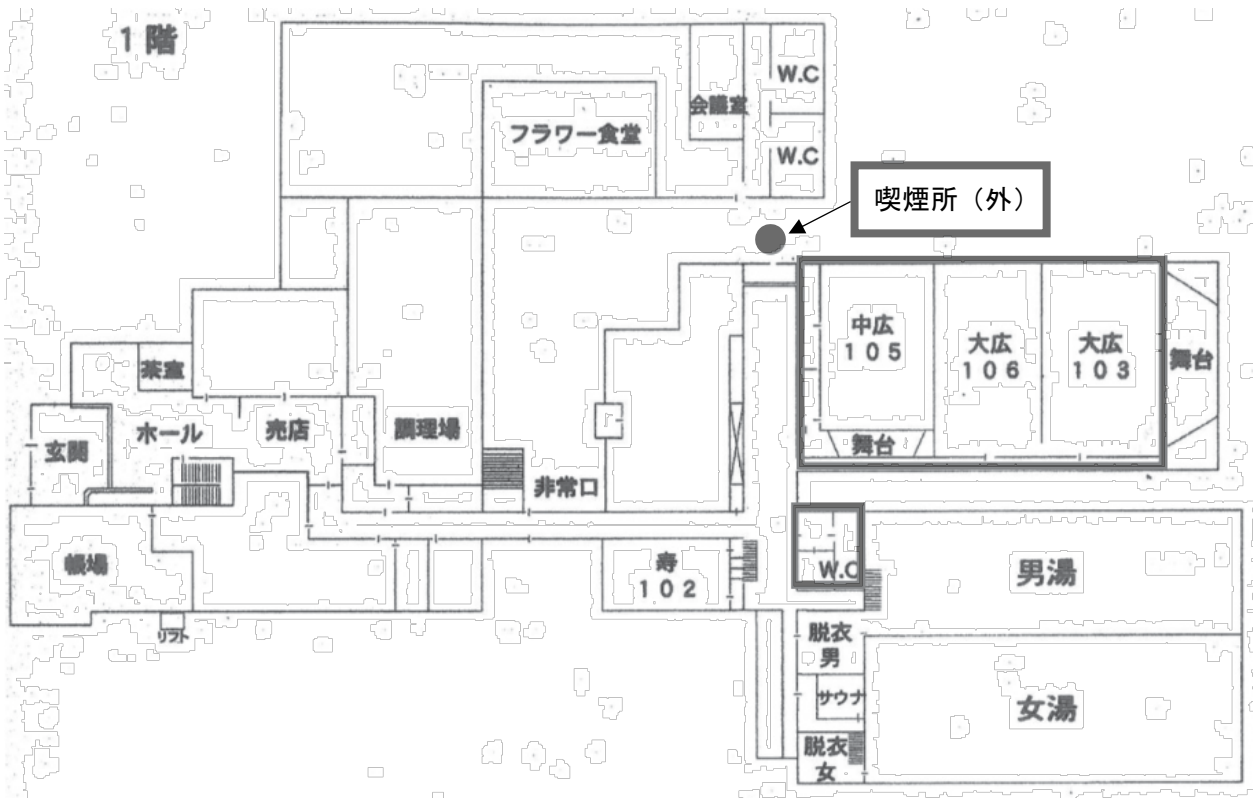 １階
W.C
会議室
フラワー食堂
W.C
喫煙所（外）
中広
１０５
大広
１０６
大広
１０３
舞台
舞台
茶室
ホール
売店
調理場
玄関
非常口
帳場
寿
１０２
W.C
男湯
リフト
脱衣
男
サウナ
女湯
脱衣
女